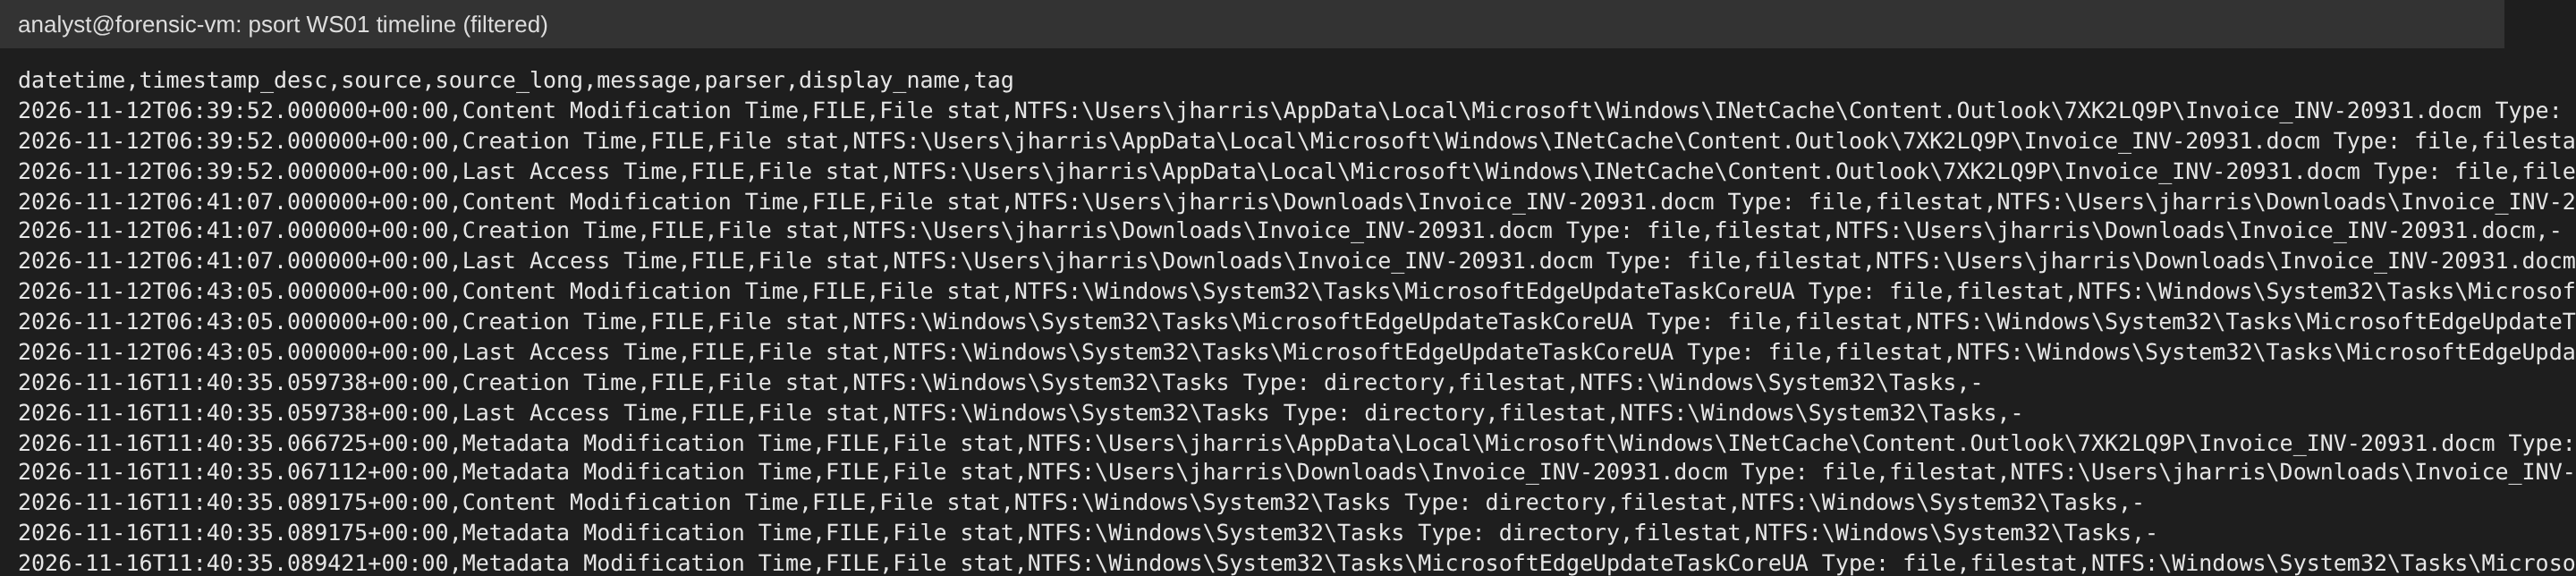 analyst@forensic-vm: psort WS01 timeline (filtered)
datetime,timestamp_desc,source,source_long,message,parser,display_name,tag
2026-11-12T06:39:52.000000+00:00,Content Modification Time,FILE,File stat,NTFS:\Users\jharris\AppData\Local\Microsoft\Windows\INetCache\Content.Outlook\7XK2LQ9P\Invoice_INV-20931.docm Type:
2026-11-12T06:39:52.000000+00:00,Creation Time,FILE,File stat,NTFS:\Users\jharris\AppData\Local\Microsoft\Windows\INetCache\Content.Outlook\7XK2LQ9P\Invoice_INV-20931.docm Type: file,filesta
2026-11-12T06:39:52.000000+00:00,Last Access Time,FILE,File stat,NTFS:\Users\jharris\AppData\Local\Microsoft\Windows\INetCache\Content.Outlook\7XK2LQ9P\Invoice_INV-20931.docm Type: file,file
2026-11-12T06:41:07.000000+00:00,Content Modification Time,FILE,File stat,NTFS:\Users\jharris\Downloads\Invoice_INV-20931.docm Type: file,filestat,NTFS:\Users\jharris\Downloads\Invoice_INV-2
2026-11-12T06:41:07.000000+00:00,Creation Time,FILE,File stat,NTFS:\Users\jharris\Downloads\Invoice_INV-20931.docm Type: file,filestat,NTFS:\Users\jharris\Downloads\Invoice_INV-20931.docm,-
2026-11-12T06:41:07.000000+00:00,Last Access Time,FILE,File stat,NTFS:\Users\jharris\Downloads\Invoice_INV-20931.docm Type: file,filestat,NTFS:\Users\jharris\Downloads\Invoice_INV-20931.docm
2026-11-12T06:43:05.000000+00:00,Content Modification Time,FILE,File stat,NTFS:\Windows\System32\Tasks\MicrosoftEdgeUpdateTaskCoreUA Type: file,filestat,NTFS:\Windows\System32\Tasks\Microsof
2026-11-12T06:43:05.000000+00:00,Creation Time,FILE,File stat,NTFS:\Windows\System32\Tasks\MicrosoftEdgeUpdateTaskCoreUA Type: file,filestat,NTFS:\Windows\System32\Tasks\MicrosoftEdgeUpdateT
2026-11-12T06:43:05.000000+00:00,Last Access Time,FILE,File stat,NTFS:\Windows\System32\Tasks\MicrosoftEdgeUpdateTaskCoreUA Type: file,filestat,NTFS:\Windows\System32\Tasks\MicrosoftEdgeUpda
2026-11-16T11:40:35.059738+00:00,Creation Time,FILE,File stat,NTFS:\Windows\System32\Tasks Type: directory,filestat,NTFS:\Windows\System32\Tasks,-
2026-11-16T11:40:35.059738+00:00,Last Access Time,FILE,File stat,NTFS:\Windows\System32\Tasks Type: directory,filestat,NTFS:\Windows\System32\Tasks,-
2026-11-16T11:40:35.066725+00:00,Metadata Modification Time,FILE,File stat,NTFS:\Users\jharris\AppData\Local\Microsoft\Windows\INetCache\Content.Outlook\7XK2LQ9P\Invoice_INV-20931.docm Type:
2026-11-16T11:40:35.067112+00:00,Metadata Modification Time,FILE,File stat,NTFS:\Users\jharris\Downloads\Invoice_INV-20931.docm Type: file,filestat,NTFS:\Users\jharris\Downloads\Invoice_INV-
2026-11-16T11:40:35.089175+00:00,Content Modification Time,FILE,File stat,NTFS:\Windows\System32\Tasks Type: directory,filestat,NTFS:\Windows\System32\Tasks,-
2026-11-16T11:40:35.089175+00:00,Metadata Modification Time,FILE,File stat,NTFS:\Windows\System32\Tasks Type: directory,filestat,NTFS:\Windows\System32\Tasks,-
2026-11-16T11:40:35.089421+00:00,Metadata Modification Time,FILE,File stat,NTFS:\Windows\System32\Tasks\MicrosoftEdgeUpdateTaskCoreUA Type: file,filestat,NTFS:\Windows\System32\Tasks\Microso